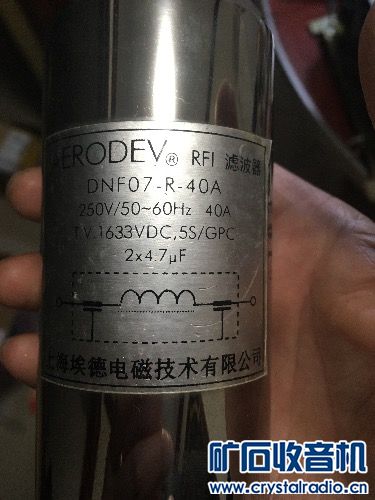 AERODEV® RFI 滤波器
DNF07-R-40A
250V/50~60Hz 40A
T.V.1633VDC,5S/GPC
2x4.7μF
上海埃德电磁技术有限公司
矿石收音机
www.crystalradio.cn